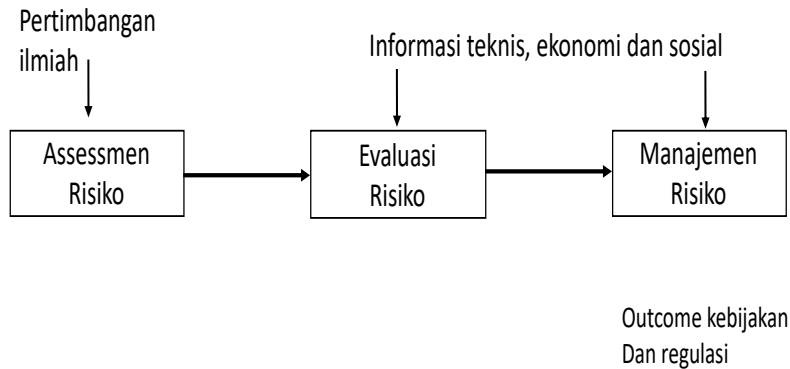 Pertimbangan
ilmiah
Informasi teknis, ekonomi dan sosial
Assessmen
Risiko
Evaluasi
Risiko
Manajemen
Risiko
Outcome kebijakan
Dan regulasi